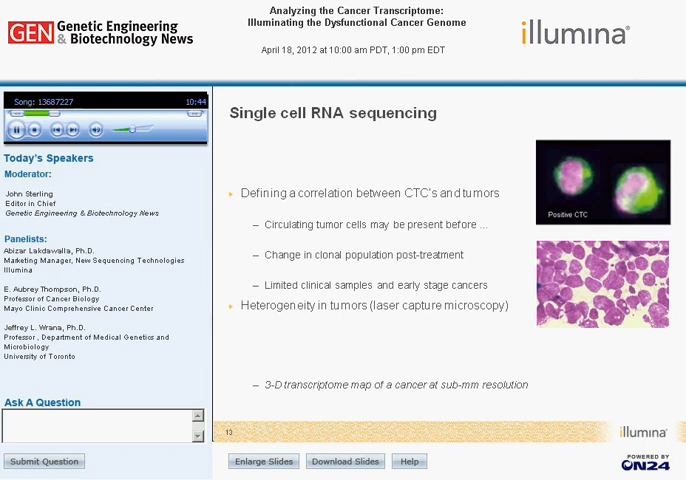 GEN Genetic Engineering
& Biotechnology News
Analyzing the Cancer Transcriptome:
Illuminating the Dysfunctional Cancer Genome
April 18, 2012 at 10:00 am PDT, 1:00 pm EDT
illumina®
Song: 13687227 10:44
Today's Speakers
Moderator:
John Sterling
Editor in Chief
Genetic Engineering & Biotechnology News
Panelists:
Abizar Lakdawalla, Ph.D.
Marketing Manager, New Sequencing Technologies
Illumina
E. Aubrey Thompson, Ph.D.
Professor of Cancer Biology
Mayo Clinic Comprehensive Cancer Center
Jeffrey L. Wrana, Ph.D.
Professor , Department of Medical Genetics and
Microbiology
University of Toronto
Ask A Question
Submit Question
Single cell RNA sequencing
Defining a correlation between CTC's and tumors
– Circulating tumor cells may be present before ...
– Change in clonal population post-treatment
– Limited clinical samples and early stage cancers
Heterogeneity in tumors (laser capture microscopy)
– 3-D transcriptome map of a cancer at sub-mm resolution
Positive CTC
13
illumina®
Enlarge Slides
Download Slides
Help
POWERED BY
ON24